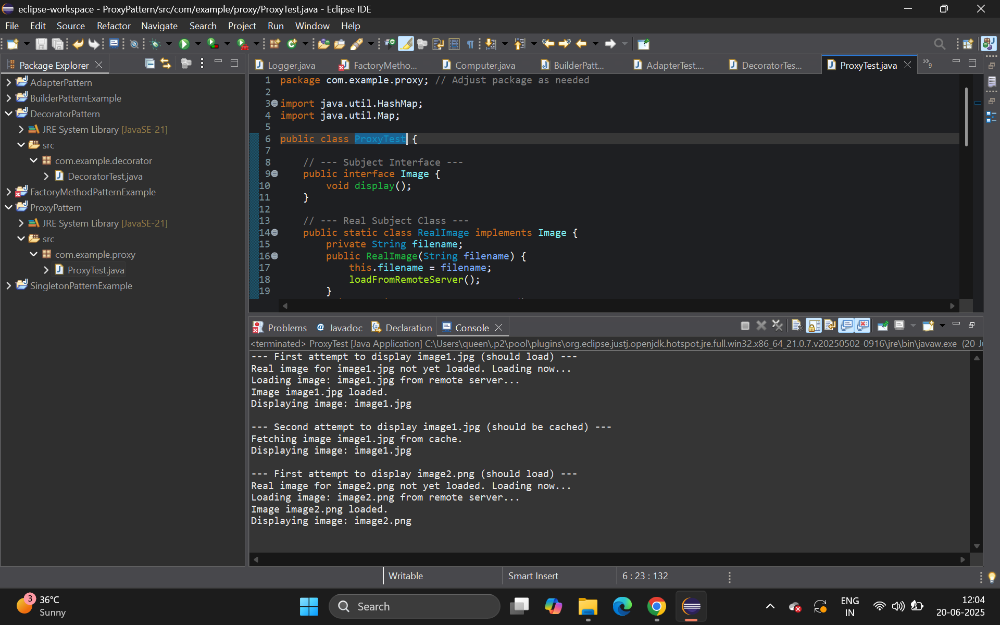 eclipse-workspace - ProxyPattern/src/com/example/proxy/ProxyTest.java - Eclipse IDE
File Edit Source Refactor Navigate Search Project Run Window Help
Package Explorer
AdapterPattern
BuilderPatternExample
DecoratorPattern
JRE System Library [JavaSE-21]
src
com.example.decorator
DecoratorTest.java
FactoryMethodPatternExample
ProxyPattern
JRE System Library [JavaSE-21]
src
com.example.proxy
ProxyTest.java
SingletonPatternExample
Logger.java FactoryMetho... Computer.java BuilderPatt... AdapterTest.... DecoratorTes... ProxyTest.java »9
1 package com.example.proxy; // Adjust package as needed
2
3 import java.util.HashMap;
4 import java.util.Map;
5
6 public class ProxyTest {
7
8 // --- Subject Interface ---
9 public interface Image {
10 void display();
11 }
12
13 // --- Real Subject Class ---
14 public static class RealImage implements Image {
15 private String filename;
16 public RealImage(String filename) {
17 this.filename = filename;
18 loadFromRemoteServer();
19 }
Problems @ Javadoc Declaration Console
<terminated> ProxyTest [Java Application] C:\Users\queen\.p2\pool\plugins\org.eclipse.justj.openjdk.hotspot.jre.full.win32.x86_64_21.0.7.v20250502-0916\jre\bin\javaw.exe (20-J
--- First attempt to display image1.jpg (should load) ---
Real image for image1.jpg not yet loaded. Loading now...
Loading image: image1.jpg from remote server...
Image image1.jpg loaded.
Displaying image: image1.jpg
--- Second attempt to display image1.jpg (should be cached) ---
Fetching image image1.jpg from cache.
Displaying image: image1.jpg
--- First attempt to display image2.png (should load) ---
Real image for image2.png not yet loaded. Loading now...
Loading image: image2.png from remote server...
Image image2.png loaded.
Displaying image: image2.png
Writable Smart Insert 6 : 23 : 132
3
36°C
Sunny
Search
ENG
IN
12:04
20-06-2025